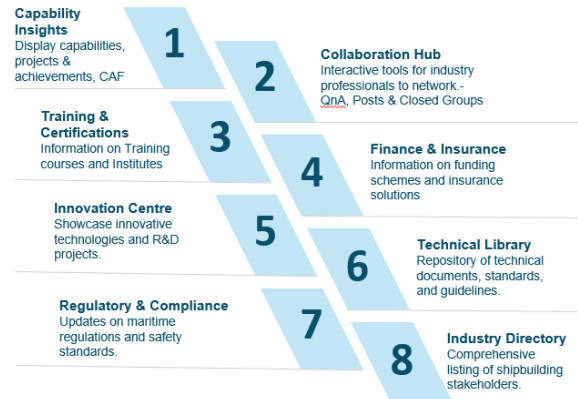 Capability
Insights
Display capabilities,
projects &
achievements, CAF
1
2
Collaboration Hub
Interactive tools for industry
professionals to network.-
QnA, Posts & Closed Groups
Training &
Certifications
Information on Training
courses and Institutes
3
4
Finance & Insurance
Information on funding
schemes and insurance
solutions
Innovation Centre
Showcase innovative
technologies and R&D
projects.
5
6
Technical Library
Repository of technical
documents, standards,
and guidelines.
Regulatory & Compliance
Updates on maritime
regulations and safety
standards.
7
8
Industry Directory
Comprehensive
listing of shipbuilding
stakeholders.